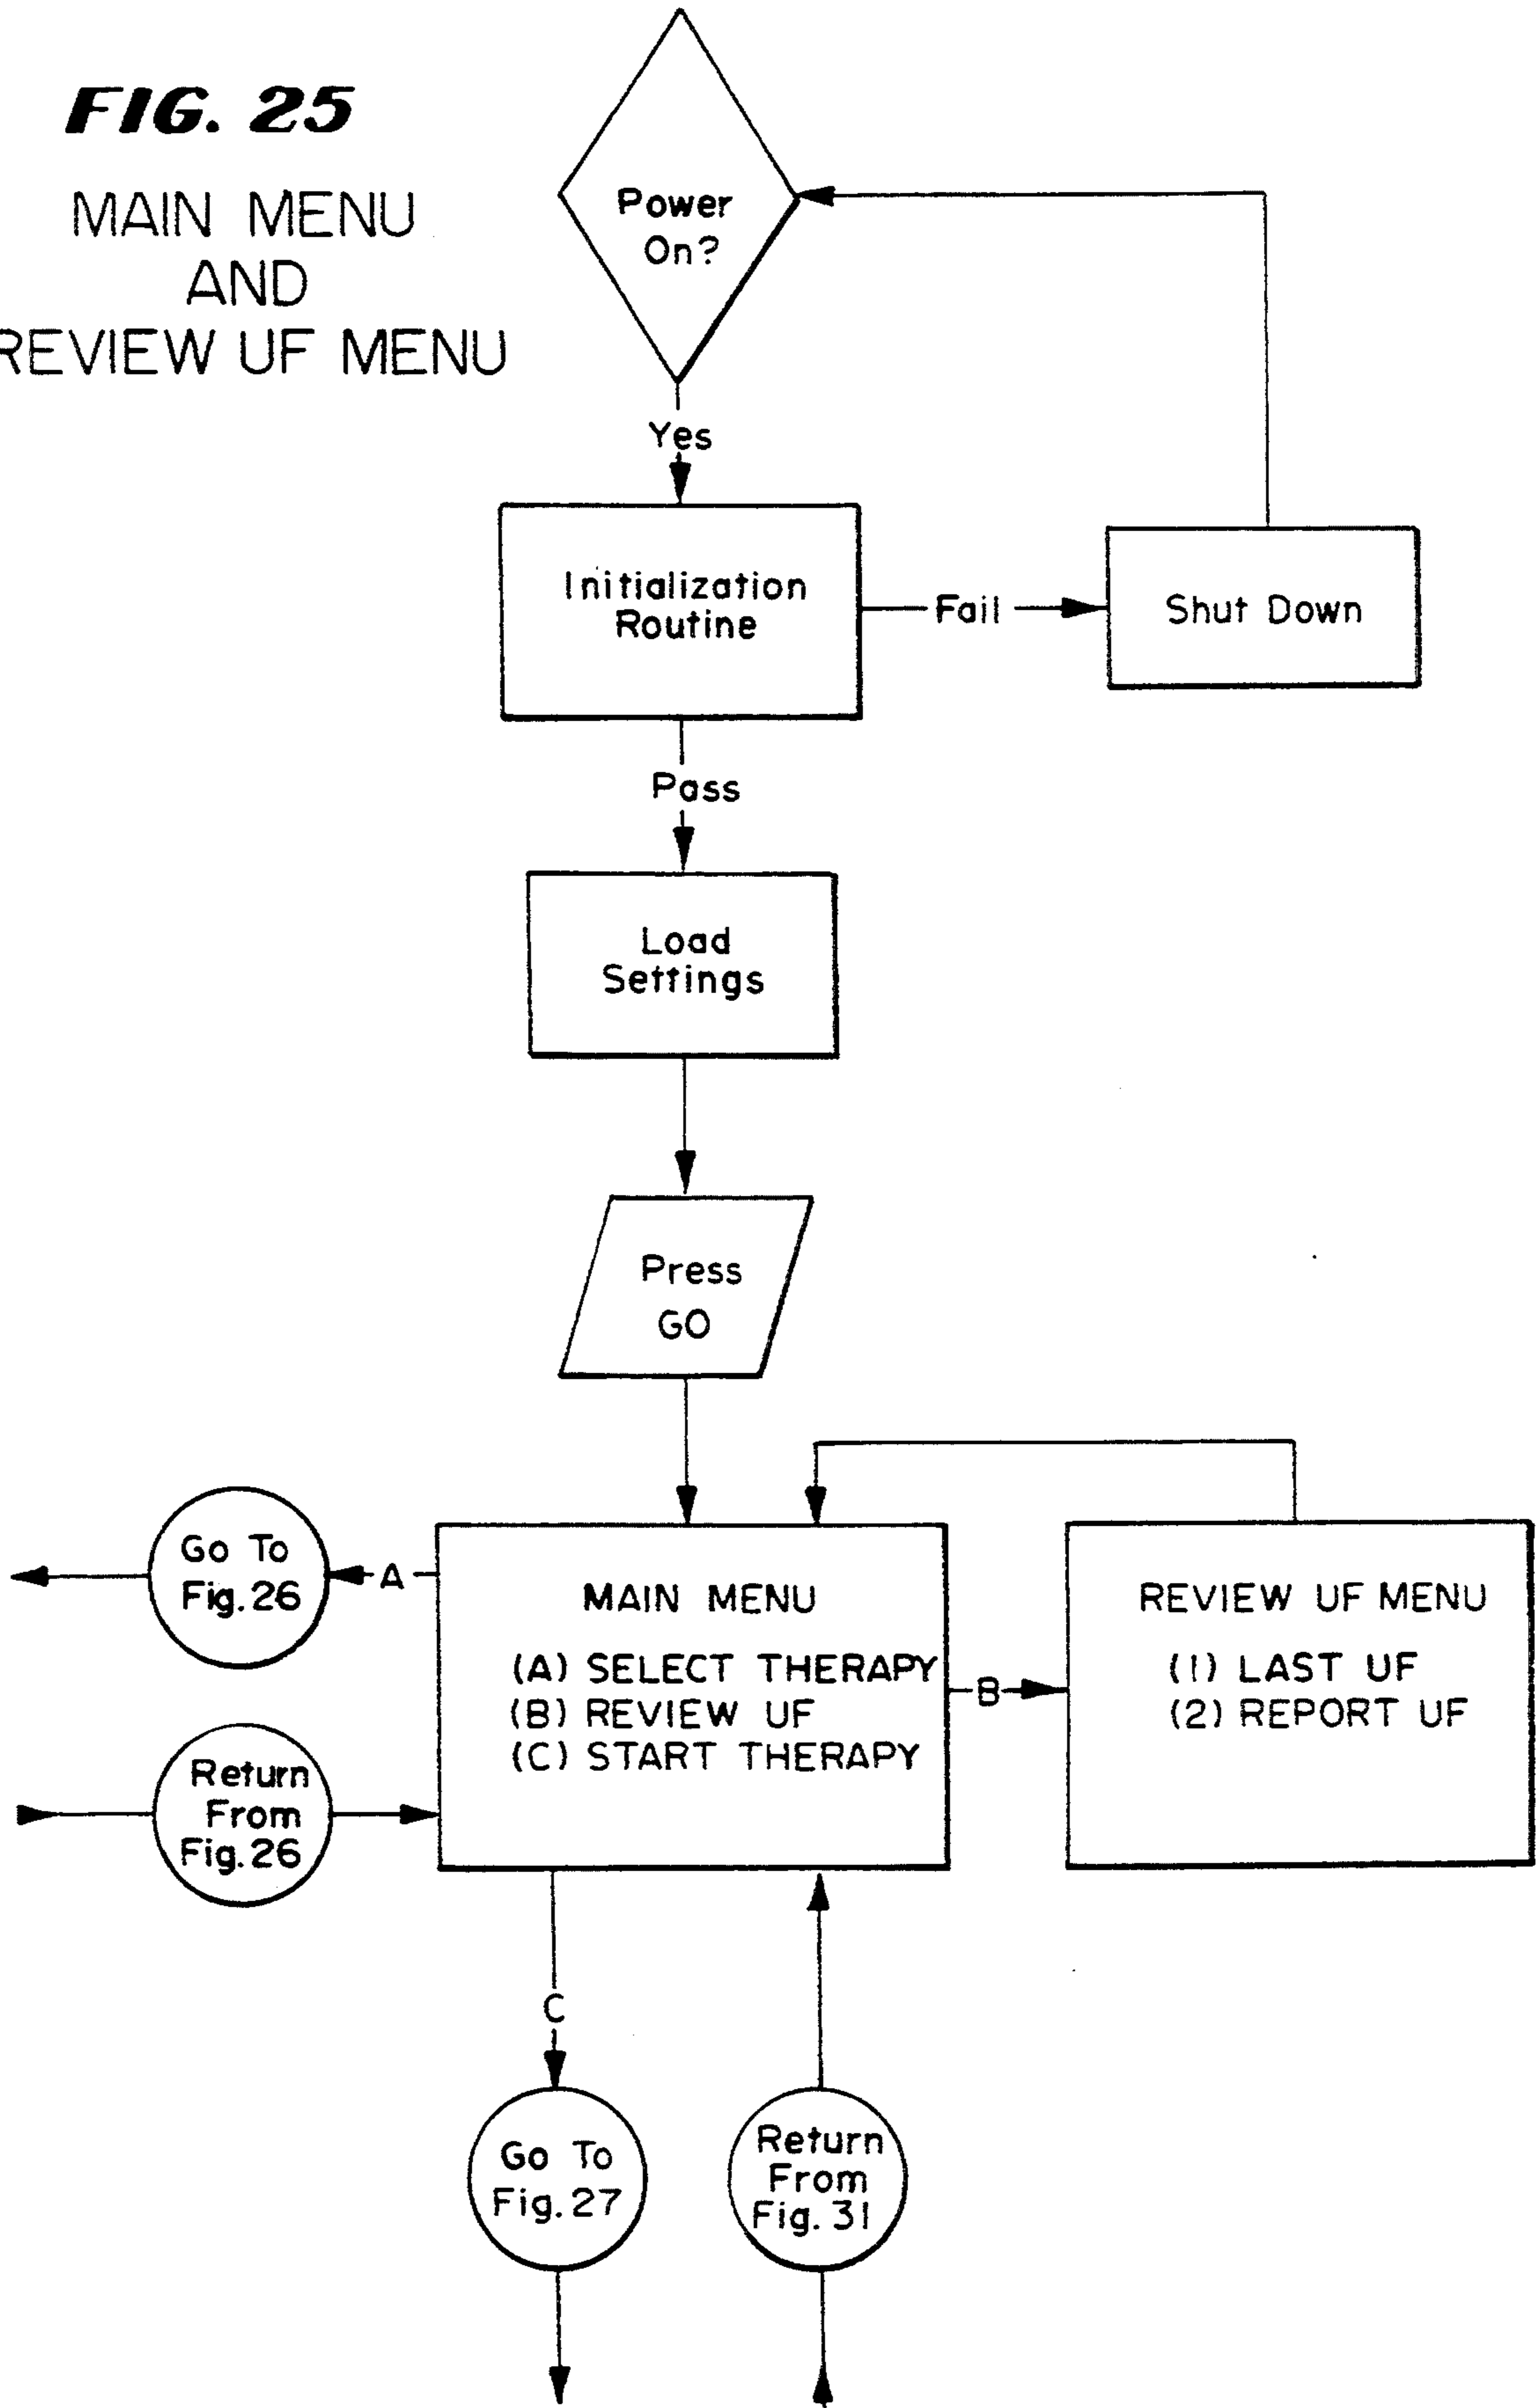 FIG. 25
MAIN MENU
AND
REVIEW UF MENU
Power
On?
Yes
Initialization
Routine
Fail
Shut Down
Pass
Load
Settings
Press
GO
Go To
Fig. 26
A
MAIN MENU
(A) SELECT THERAPY
(B) REVIEW UF
(C) START THERAPY
B
REVIEW UF MENU
(1) LAST UF
(2) REPORT UF
Return
From
Fig. 26
C
Go To
Fig. 27
Return
From
Fig. 31